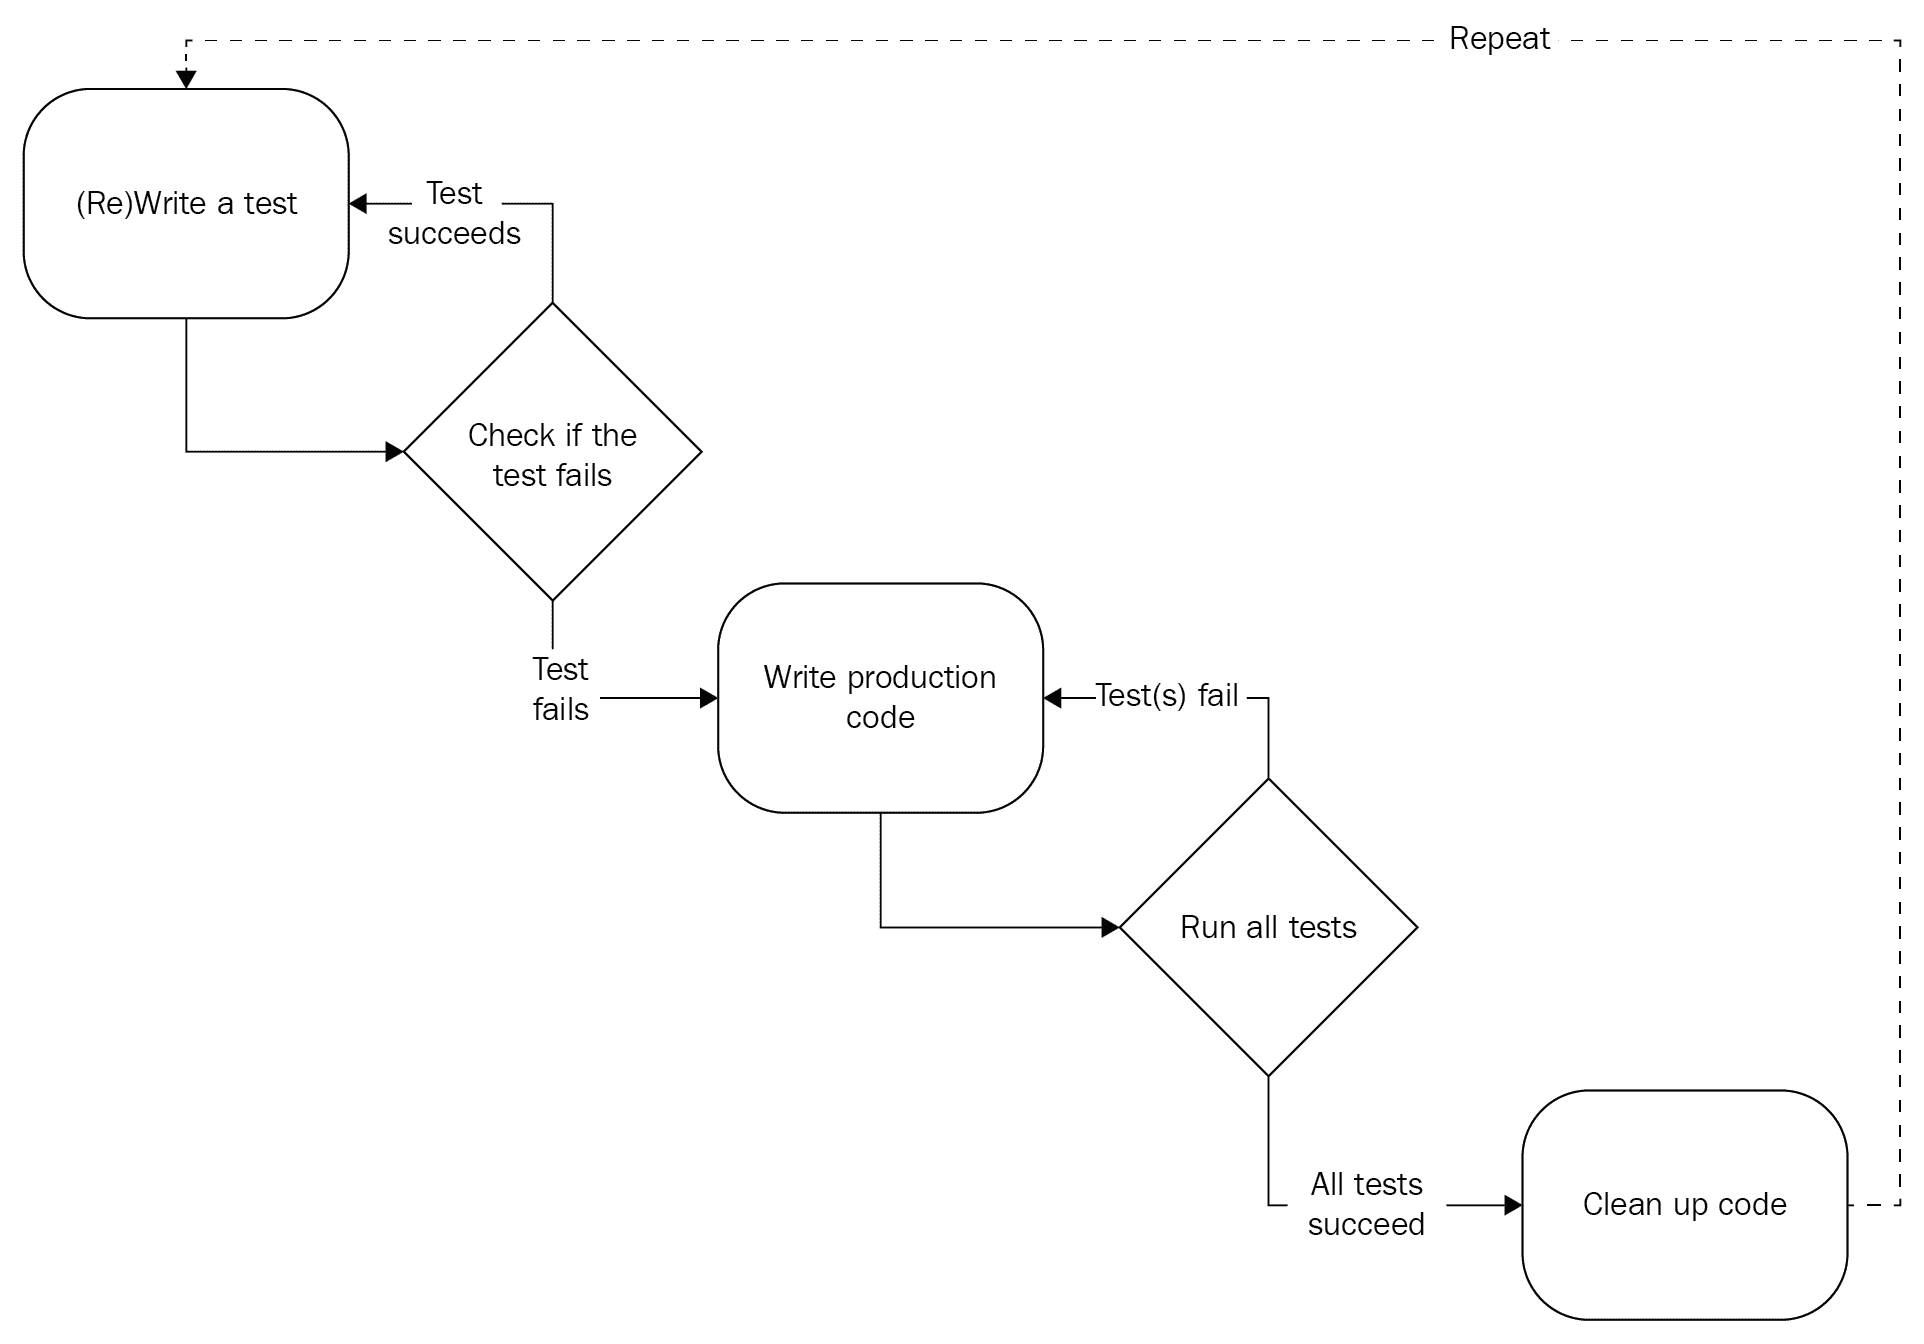 Repeat
(Re)Write a test
Test
succeeds
Check if the
test fails
Test
fails
Write production
code
Test(s) fail
Run all tests
All tests
succeed
Clean up code